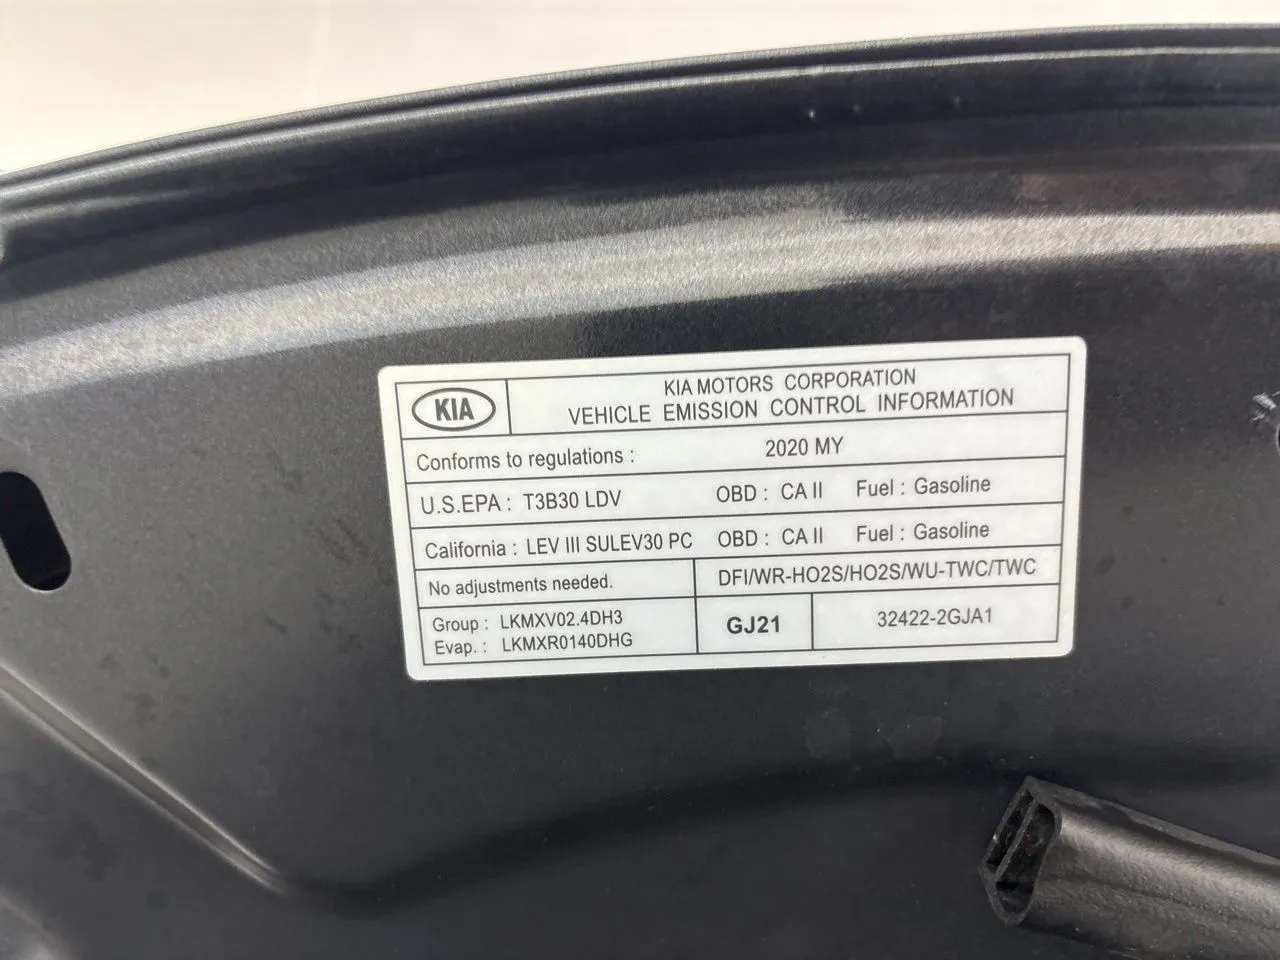 KIA
KIA MOTORS CORPORATION
VEHICLE EMISSION CONTROL INFORMATION
Conforms to regulations : 2020 MY
U.S.EPA : T3B30 LDV OBD : CA II Fuel : Gasoline
California : LEV III SULEV30 PC OBD : CA II Fuel : Gasoline
No adjustments needed. DFI/WR-HO2S/HO2S/WU-TWC/TWC
Group : LKMXV02.4DH3
Evap. : LKMXR0140DHG
GJ21
32422-2GJA1